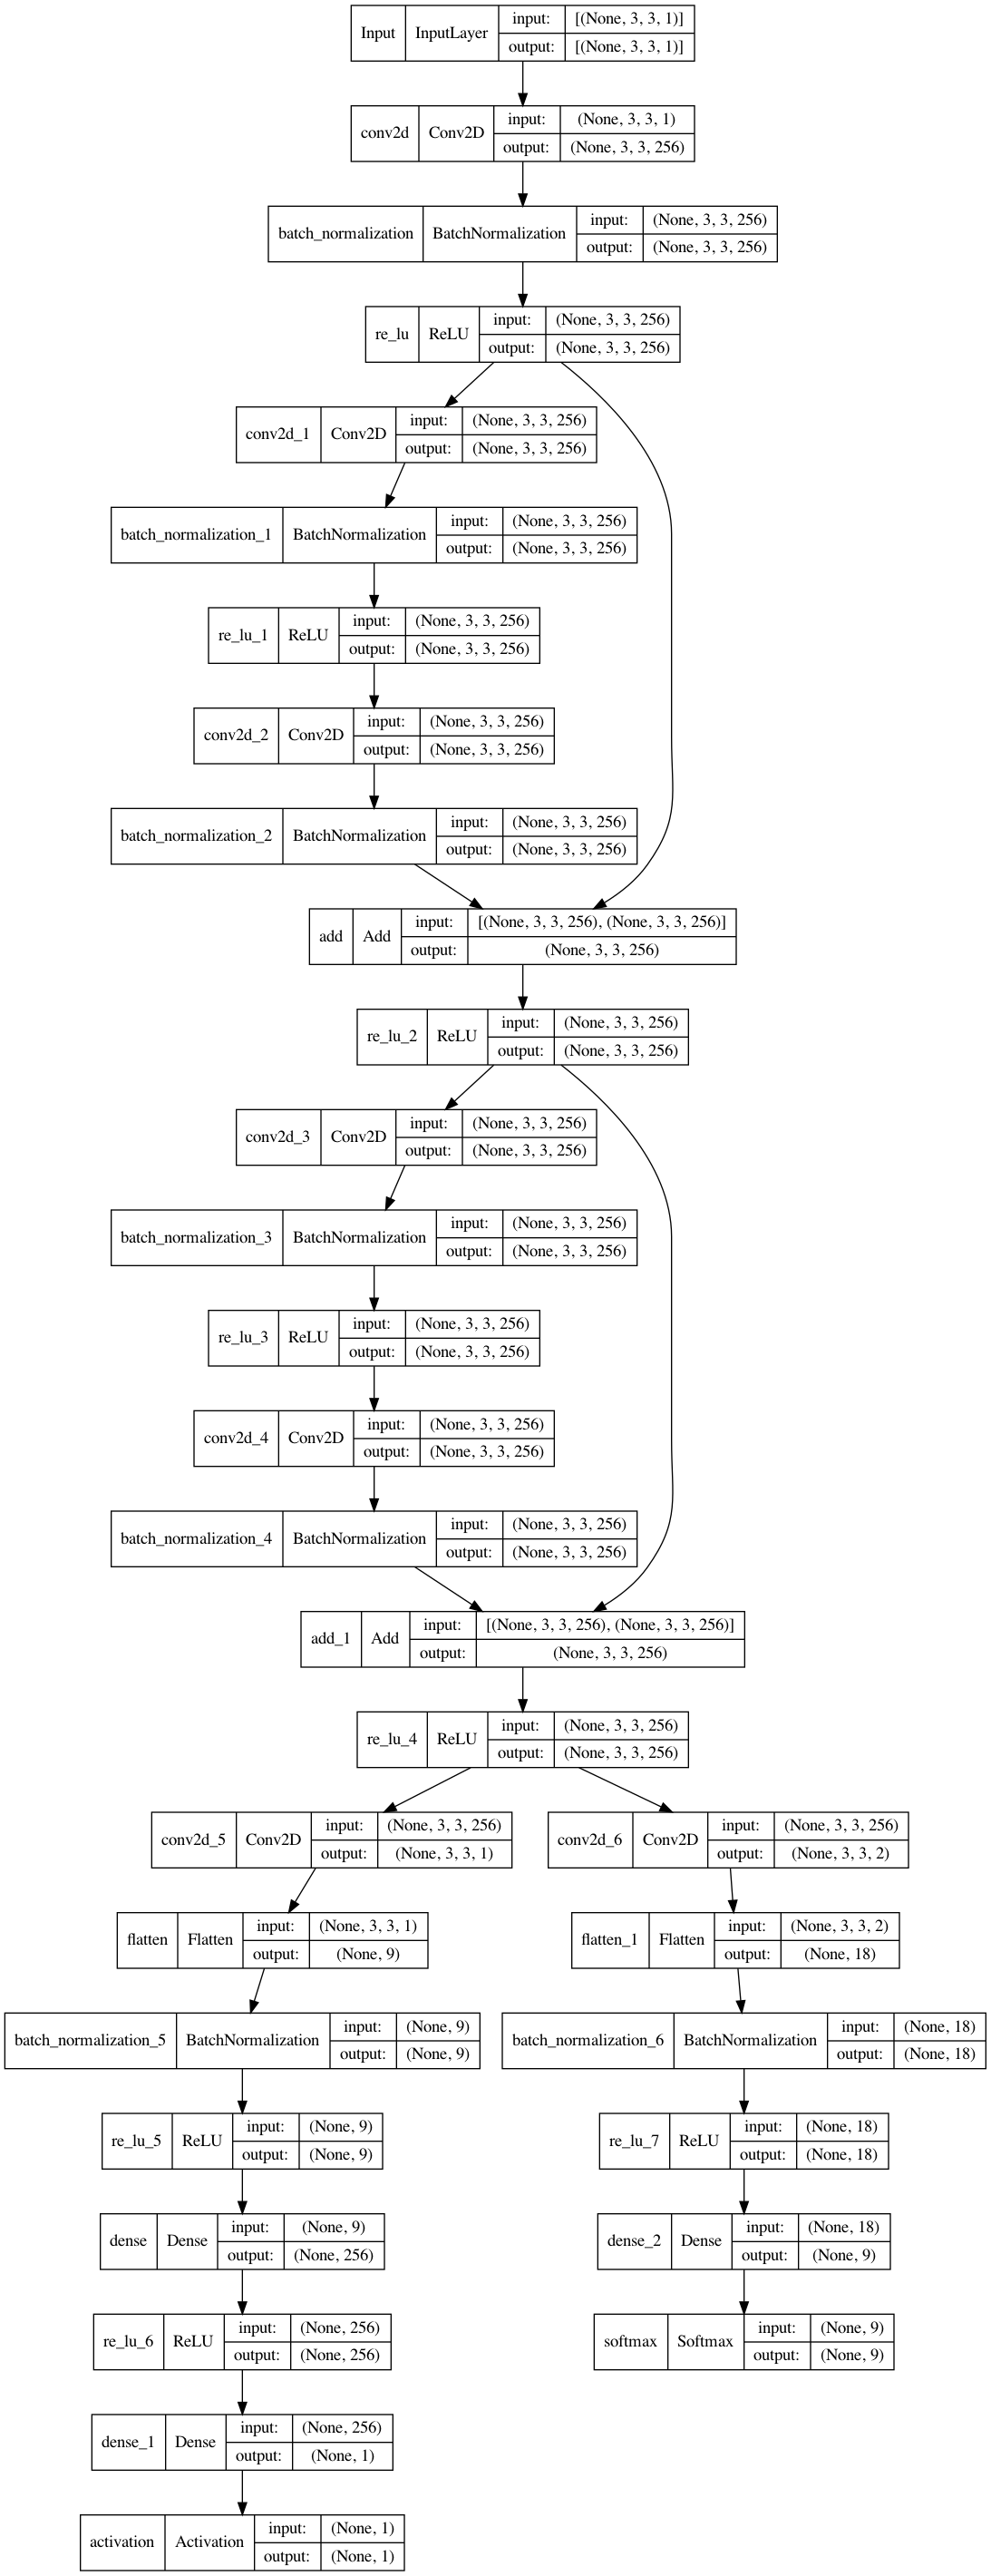 Input InputLayer input: [(None, 3, 3, 1)]
output: [(None, 3, 3, 1)]
conv2d Conv2D input: (None, 3, 3, 1)
output: (None, 3, 3, 256)
batch_normalization BatchNormalization input: (None, 3, 3, 256)
output: (None, 3, 3, 256)
re_lu ReLU input: (None, 3, 3, 256)
output: (None, 3, 3, 256)
conv2d_1 Conv2D input: (None, 3, 3, 256)
output: (None, 3, 3, 256)
batch_normalization_1 BatchNormalization input: (None, 3, 3, 256)
output: (None, 3, 3, 256)
re_lu_1 ReLU input: (None, 3, 3, 256)
output: (None, 3, 3, 256)
conv2d_2 Conv2D input: (None, 3, 3, 256)
output: (None, 3, 3, 256)
batch_normalization_2 BatchNormalization input: (None, 3, 3, 256)
output: (None, 3, 3, 256)
add Add input: [(None, 3, 3, 256), (None, 3, 3, 256)]
output: (None, 3, 3, 256)
re_lu_2 ReLU input: (None, 3, 3, 256)
output: (None, 3, 3, 256)
conv2d_3 Conv2D input: (None, 3, 3, 256)
output: (None, 3, 3, 256)
batch_normalization_3 BatchNormalization input: (None, 3, 3, 256)
output: (None, 3, 3, 256)
re_lu_3 ReLU input: (None, 3, 3, 256)
output: (None, 3, 3, 256)
conv2d_4 Conv2D input: (None, 3, 3, 256)
output: (None, 3, 3, 256)
batch_normalization_4 BatchNormalization input: (None, 3, 3, 256)
output: (None, 3, 3, 256)
add_1 Add input: [(None, 3, 3, 256), (None, 3, 3, 256)]
output: (None, 3, 3, 256)
re_lu_4 ReLU input: (None, 3, 3, 256)
output: (None, 3, 3, 256)
conv2d_5 Conv2D input: (None, 3, 3, 256)
output: (None, 3, 3, 1)
conv2d_6 Conv2D input: (None, 3, 3, 256)
output: (None, 3, 3, 2)
flatten Flatten input: (None, 3, 3, 1)
output: (None, 9)
flatten_1 Flatten input: (None, 3, 3, 2)
output: (None, 18)
batch_normalization_5 BatchNormalization input: (None, 9)
output: (None, 9)
batch_normalization_6 BatchNormalization input: (None, 18)
output: (None, 18)
re_lu_5 ReLU input: (None, 9)
output: (None, 9)
re_lu_7 ReLU input: (None, 18)
output: (None, 18)
dense Dense input: (None, 9)
output: (None, 256)
dense_2 Dense input: (None, 18)
output: (None, 9)
re_lu_6 ReLU input: (None, 256)
output: (None, 256)
softmax Softmax input: (None, 9)
output: (None, 9)
dense_1 Dense input: (None, 256)
output: (None, 1)
activation Activation input: (None, 1)
output: (None, 1)